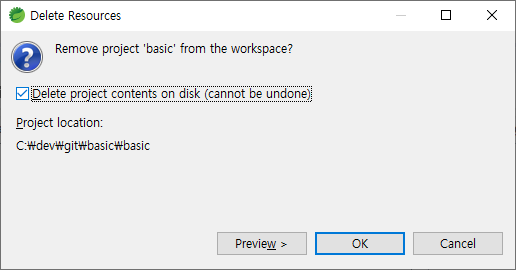 Delete Resources
Remove project 'basic' from the workspace?
Delete project contents on disk (cannot be undone)
Project location:
C:₩dev₩git₩basic₩basic
Preview >
OK
Cancel